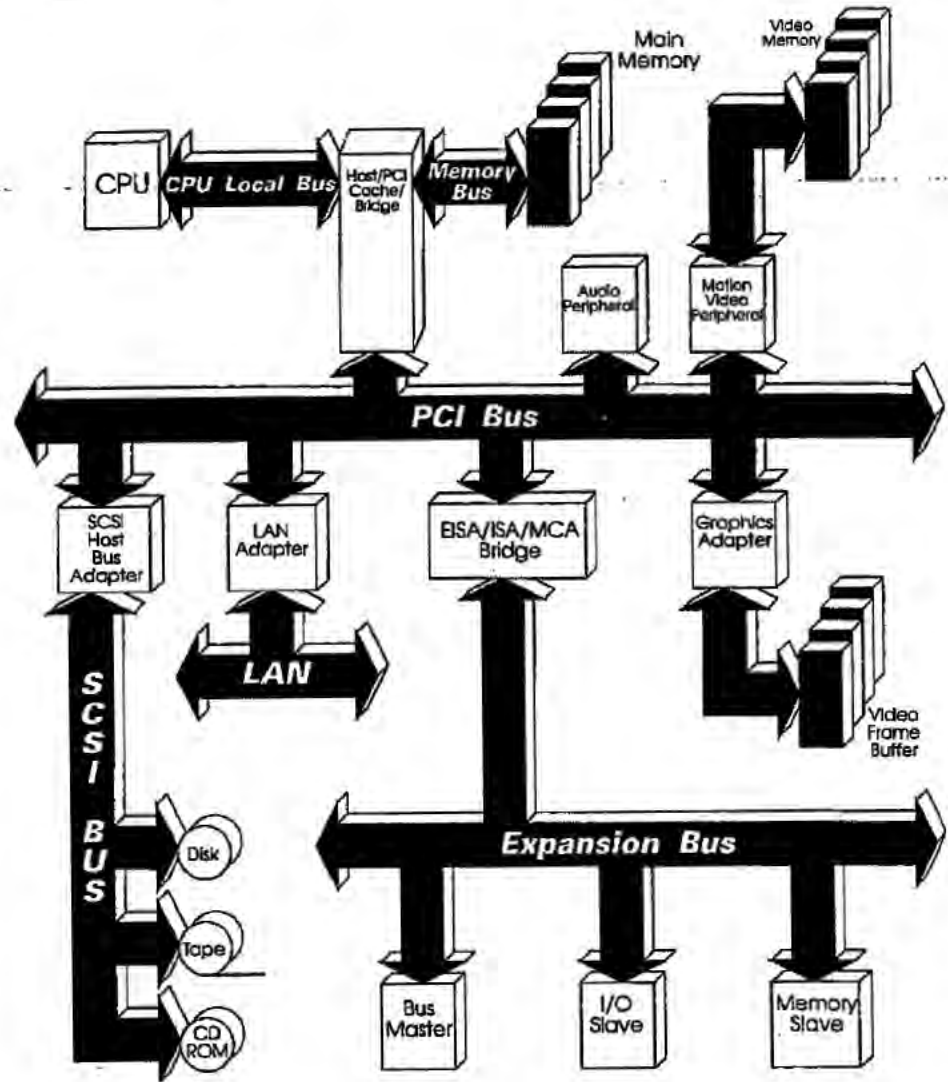 Main
Memory
Video
Memory
CPU
CPU Local Bus
Host/PCI
Cache/
Bridge
Memory
Bus
Audio
Peripheral
Motion
Video
Peripheral
PCI Bus
SCSI
Host
Bus
Adapter
LAN
Adapter
EISA/ISA/MCA
Bridge
Graphics
Adapter
LAN
SCSI BUS
Video
Frame
Buffer
Expansion Bus
Disk
Tape
CD
ROM
Bus
Master
I/O
Slave
Memory
Slave